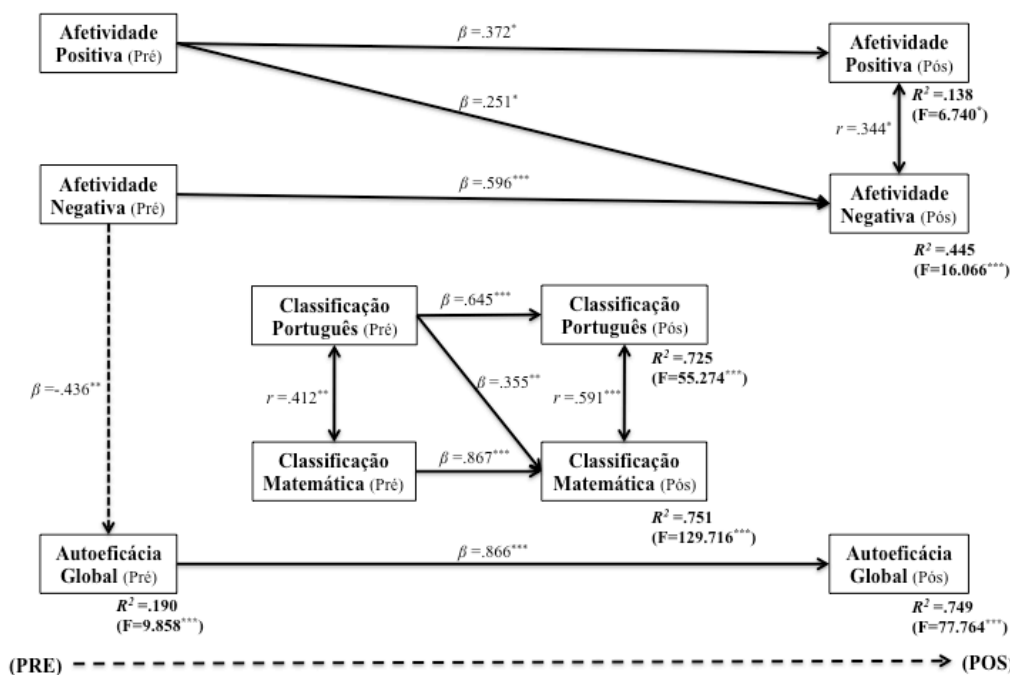 Afetividade
Positiva (Pré)
β =.372*
Afetividade
Positiva (Pós)
R² =.138
(F=6.740*)
β =.251*
r =.344*
Afetividade
Negativa (Pré)
β =.596***
Afetividade
Negativa (Pós)
R² =.445
(F=16.066***)
Classificação
Português (Pré)
β =.645***
Classificação
Português (Pós)
R² =.725
(F=55.274***)
β =-.436**
r =.412**
β =.355**
r =.591***
Classificação
Matemática (Pré)
β =.867***
Classificação
Matemática (Pós)
R² =.751
(F=129.716***)
Autoeficácia
Global (Pré)
R² =.190
(F=9.858***)
β =.866***
Autoeficácia
Global (Pós)
R² =.749
(F=77.764***)
(PRE)
(POS)